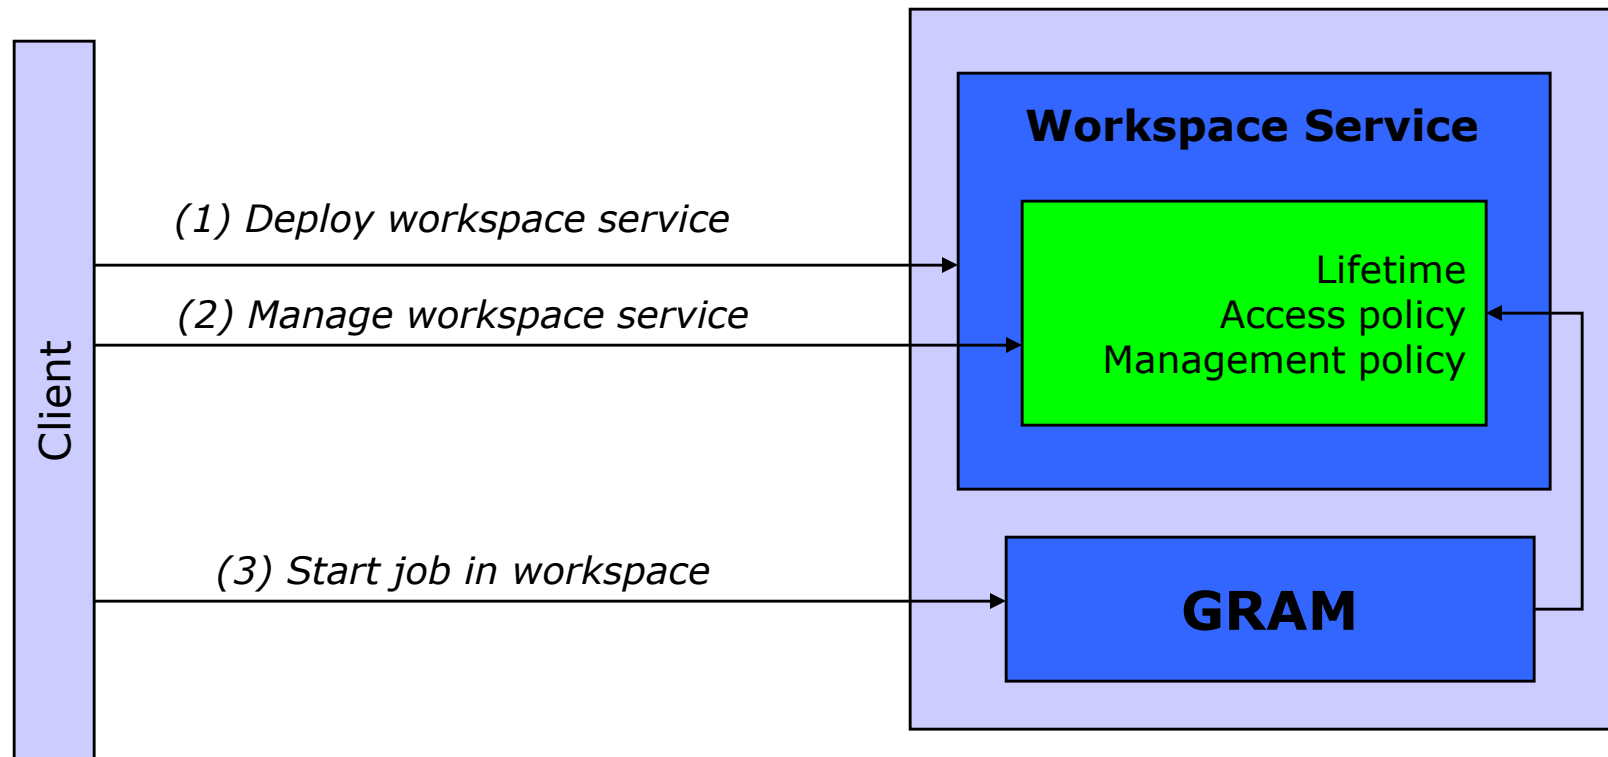 Workspace Service
(1) Deploy workspace service
Lifetime
(2) Manage workspace service
Access policy
Management policy
Client
(3) Start job in workspace
GRAM